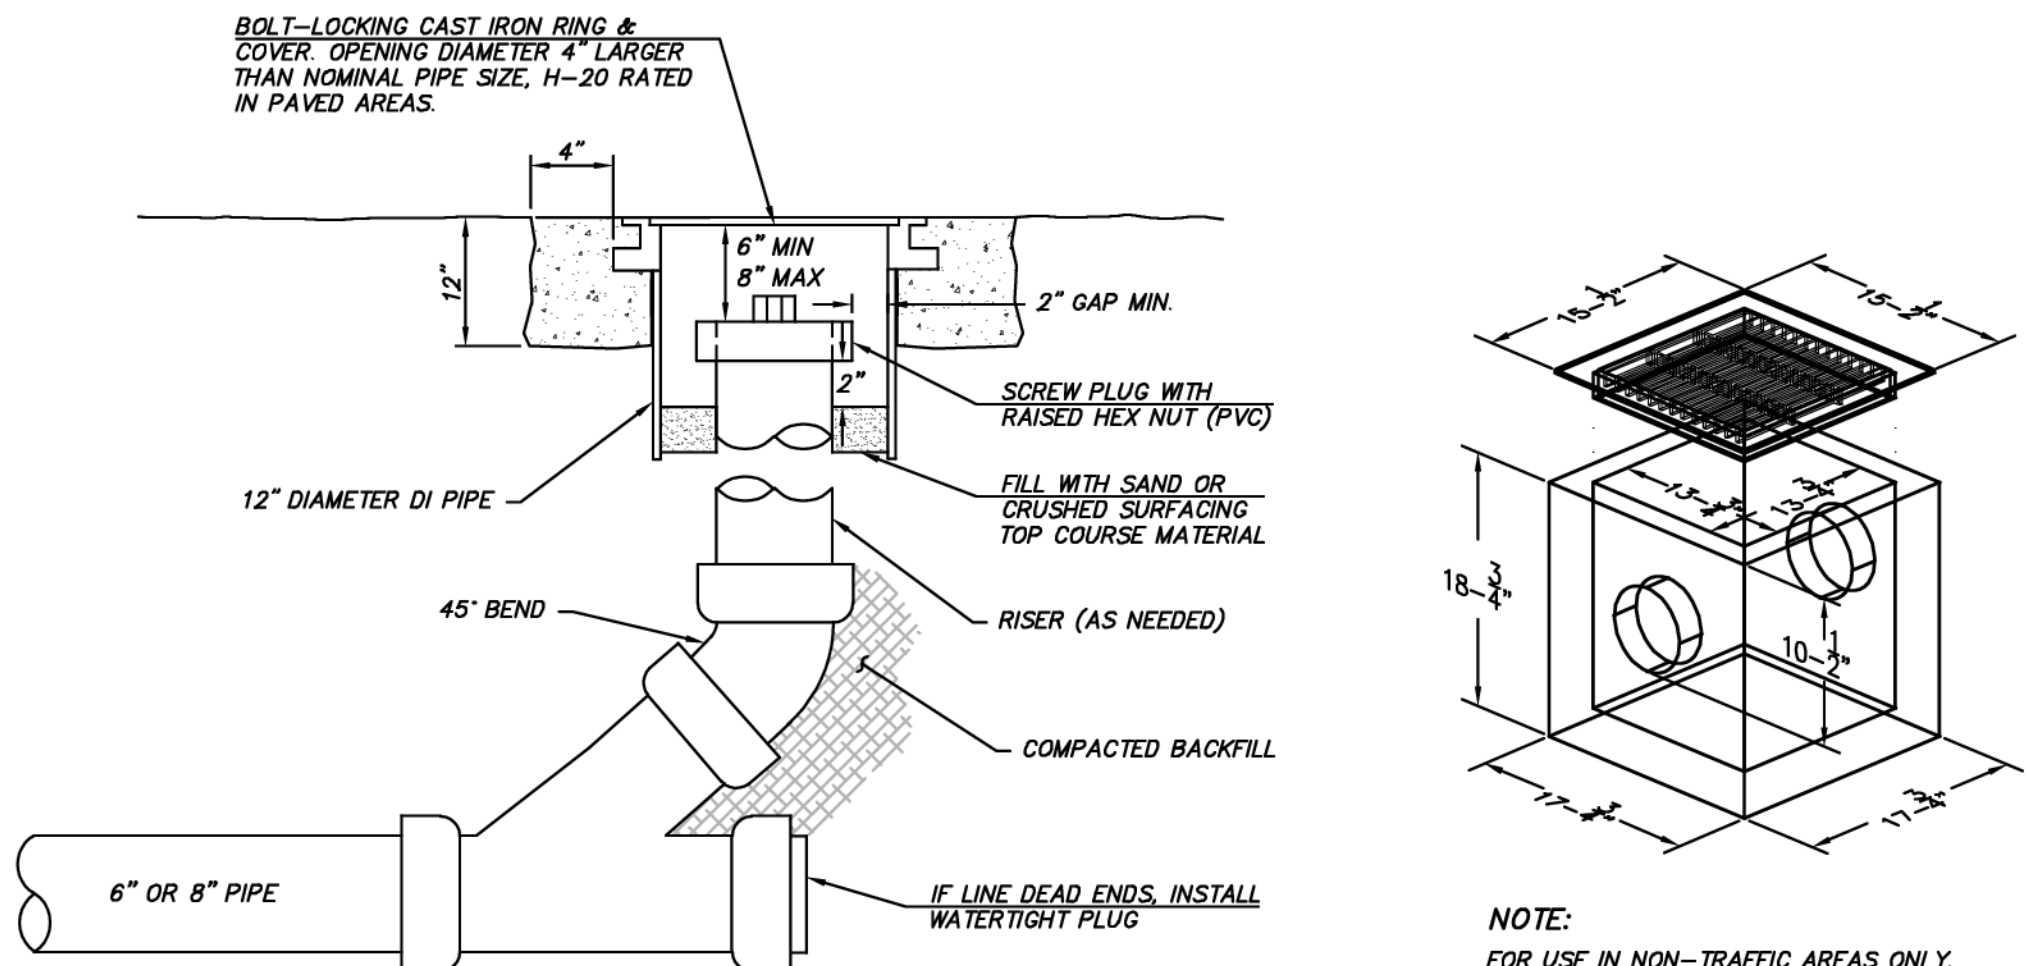 BOLT-LOCKING CAST IRON RING &
COVER. OPENING DIAMETER 4" LARGER
THAN NOMINAL PIPE SIZE, H-20 RATED
IN PAVED AREAS.
4"
12"
6" MIN
8" MAX
2" GAP MIN.
2"
SCREW PLUG WITH
RAISED HEX NUT (PVC)
12" DIAMETER DI PIPE
FILL WITH SAND OR
CRUSHED SURFACING
TOP COURSE MATERIAL
45° BEND
RISER (AS NEEDED)
COMPACTED BACKFILL
6" OR 8" PIPE
IF LINE DEAD ENDS, INSTALL
WATERTIGHT PLUG
15-1/2"
15-1/2"
13-3/4"
13-3/4"
18-3/4"
10-1/2"
17-3/4"
17-3/4"
NOTE:
FOR USE IN NON-TRAFFIC AREAS ONLY.